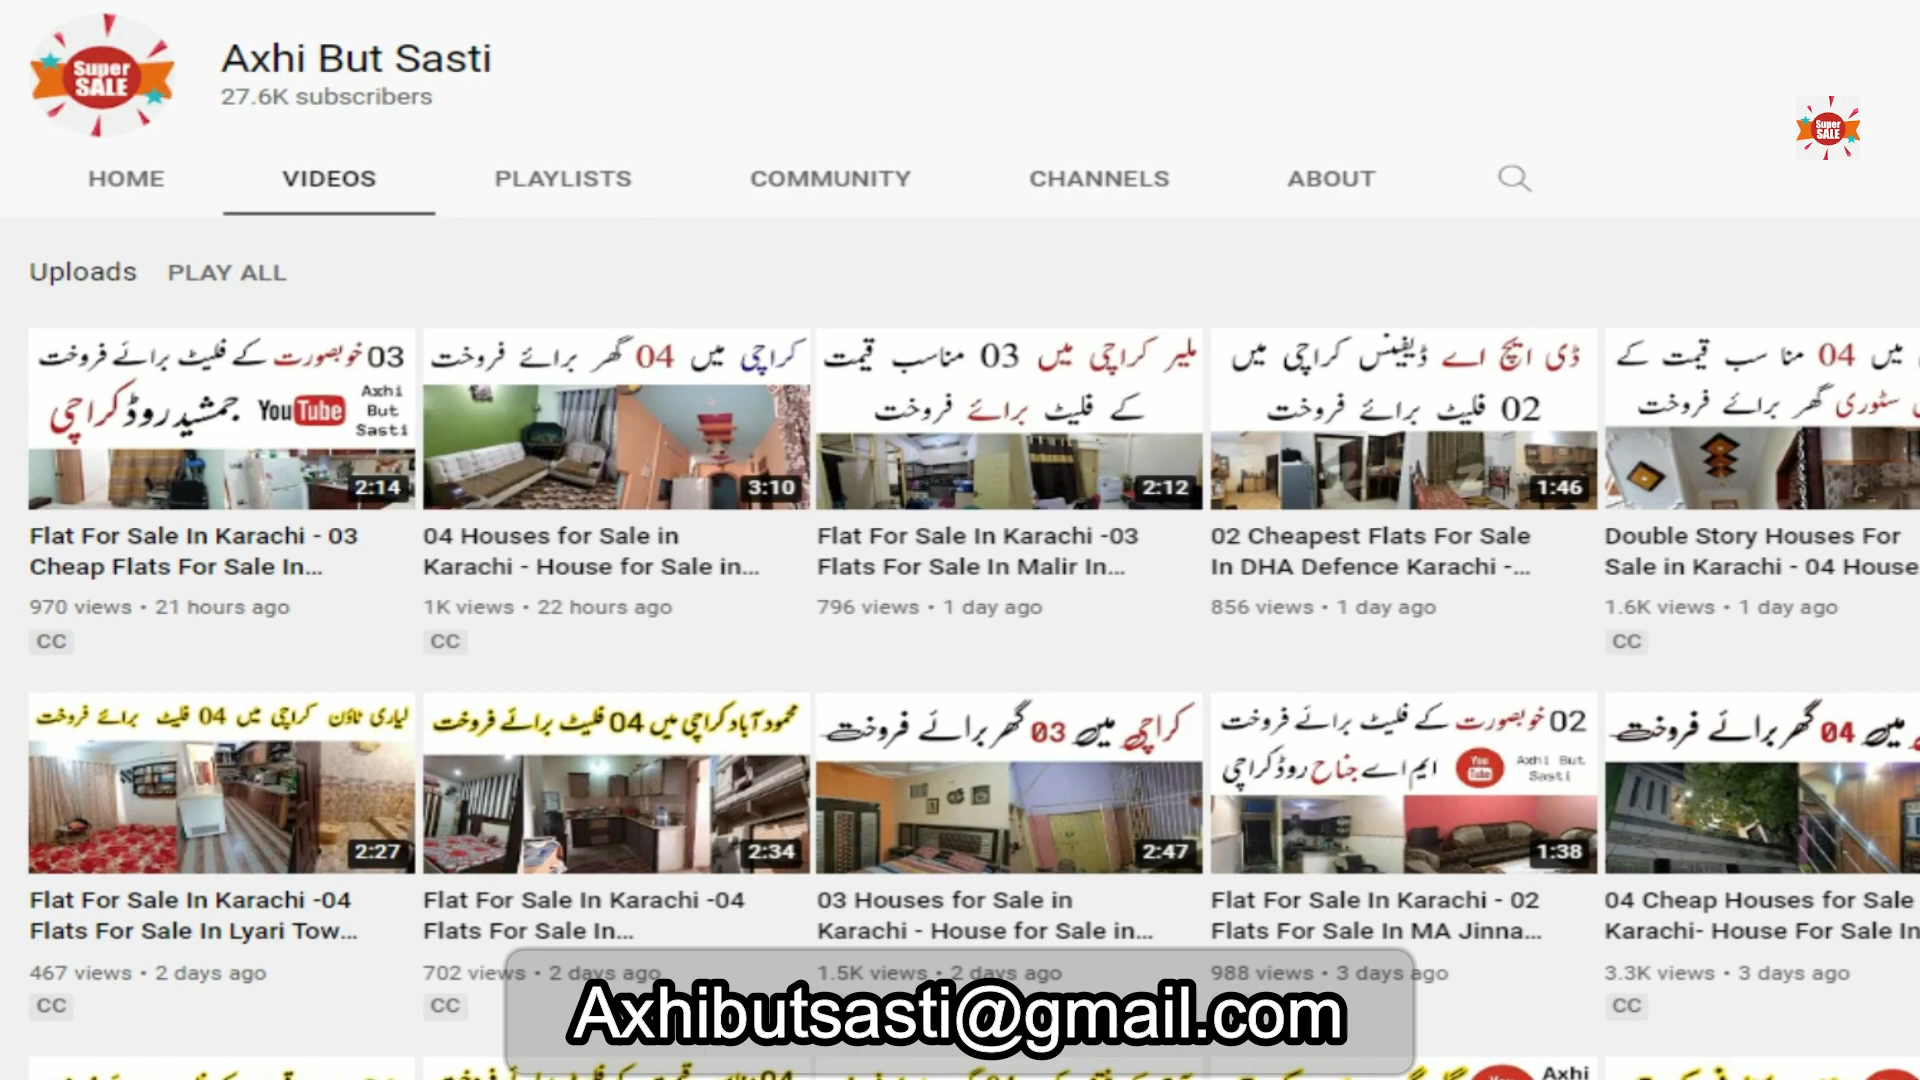 Super
SALE
Axhi But Sasti
27.6K subscribers
Super
SALE
HOME VIDEOS PLAYLISTS COMMUNITY CHANNELS ABOUT
Uploads PLAY ALL
03 خوبصورت کے فلیٹ برائے فروخت
جمشید روڈ کراچی YouTube Axhi
But
Sasti
2:14
Flat For Sale In Karachi - 03
Cheap Flats For Sale In...
970 views • 21 hours ago
CC
کراچی میں 04 گھر برائے فروخت
3:10
04 Houses for Sale in
Karachi - House for Sale in...
1K views • 22 hours ago
CC
ملیر کراچی میں 03 مناسب قیمت
کے فلیٹ برائے فروخت
2:12
Flat For Sale In Karachi -03
Flats For Sale In Malir In...
796 views • 1 day ago
ڈی ایچ اے ڈیفینس کراچی میں
02 فلیٹ برائے فروخت
1:46
02 Cheapest Flats For Sale
In DHA Defence Karachi -...
856 views • 1 day ago
میں 04 منا سب قیمت کے
سٹوری گھر برائے فروخت
Double Story Houses For
Sale in Karachi - 04 House
1.6K views • 1 day ago
CC
لیاری ٹاؤن کراچی میں 04 فلیٹ برائے فروخت
2:27
Flat For Sale In Karachi -04
Flats For Sale In Lyari Tow...
467 views • 2 days ago
CC
محمود آباد کراچی میں 04 فلیٹ برائے فروخت
2:34
Flat For Sale In Karachi -04
Flats For Sale In...
702 views • 2 days ago
CC
کراچی میں 03 گھر برائے فروخت
2:47
03 Houses for Sale in
Karachi - House for Sale in...
1.5K views • 2 days ago
02 خوبصورت کے فلیٹ برائے فروخت
ایم اے جناح روڈ کراچی You
Tube Axhi But
Sasti
1:38
Flat For Sale In Karachi - 02
Flats For Sale In MA Jinna...
988 views • 3 days ago
میں 04 گھر برائے فروخت
04 Cheap Houses for Sale
Karachi- House For Sale In
3.3K views • 3 days ago
CC
Axhibutsasti@gmail.com
Axhi